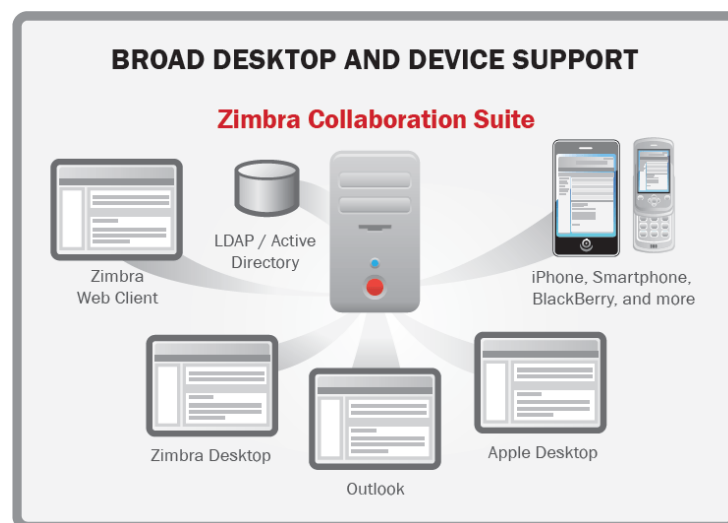 BROAD DESKTOP AND DEVICE SUPPORT
Zimbra Collaboration Suite
LDAP / Active
Directory
Zimbra
Web Client
iPhone, Smartphone,
BlackBerry, and more
Zimbra Desktop
Outlook
Apple Desktop